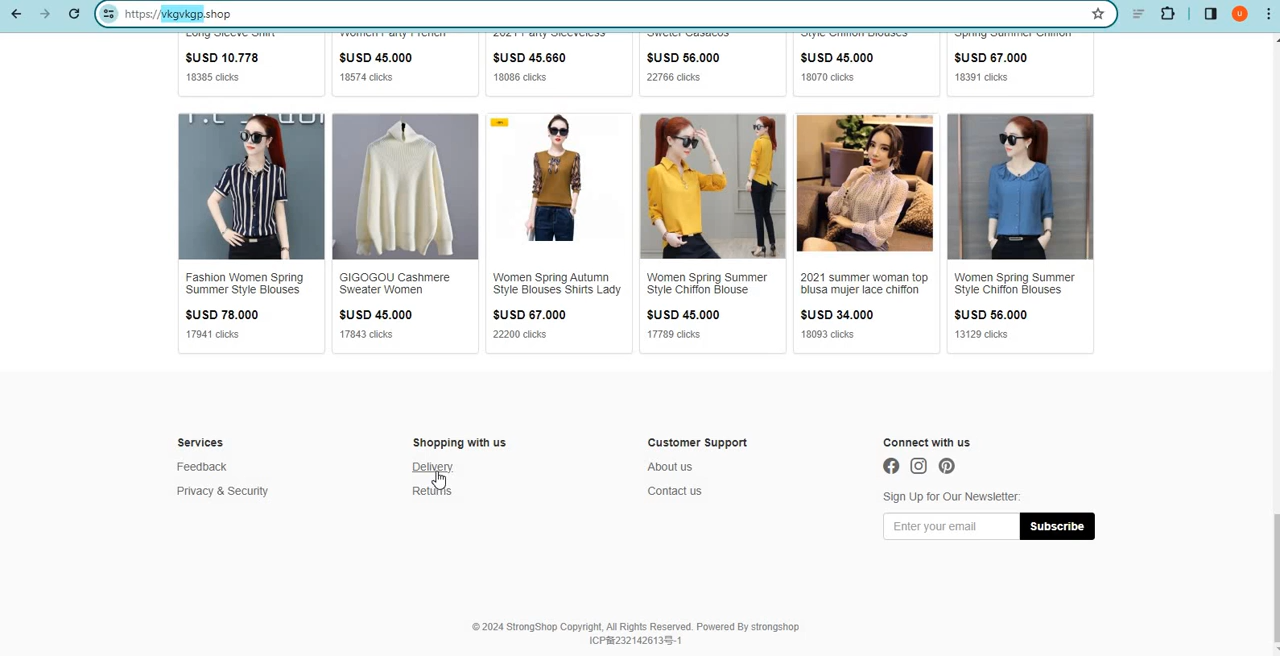 https://vkgvkgp.shop
Long Sleeve Shirt
Women Party French
2021 Party Sleeveless
Sweter Casacos
Style Chiffon Blouses
Spring Summer Chiffon
$USD 10.778
$USD 45.000
$USD 45.660
$USD 56.000
$USD 45.000
$USD 67.000
18385 clicks
18574 clicks
18086 clicks
22766 clicks
18070 clicks
18391 clicks
Fashion Women Spring
Summer Style Blouses
$USD 78.000
17941 clicks
GIGOGOU Cashmere
Sweater Women
$USD 45.000
17843 clicks
Women Spring Autumn
Style Blouses Shirts Lady
$USD 67.000
22200 clicks
Women Spring Summer
Style Chiffon Blouse
$USD 45.000
17789 clicks
2021 summer woman top
blusa mujer lace chiffon
$USD 34.000
18093 clicks
Women Spring Summer
Style Chiffon Blouses
$USD 56.000
13129 clicks
Services
Feedback
Privacy & Security
Shopping with us
Delivery
Returns
Customer Support
About us
Contact us
Connect with us
Sign Up for Our Newsletter:
Enter your email
Subscribe
© 2024 StrongShop Copyright, All Rights Reserved. Powered By strongshop
ICP备232142613号-1